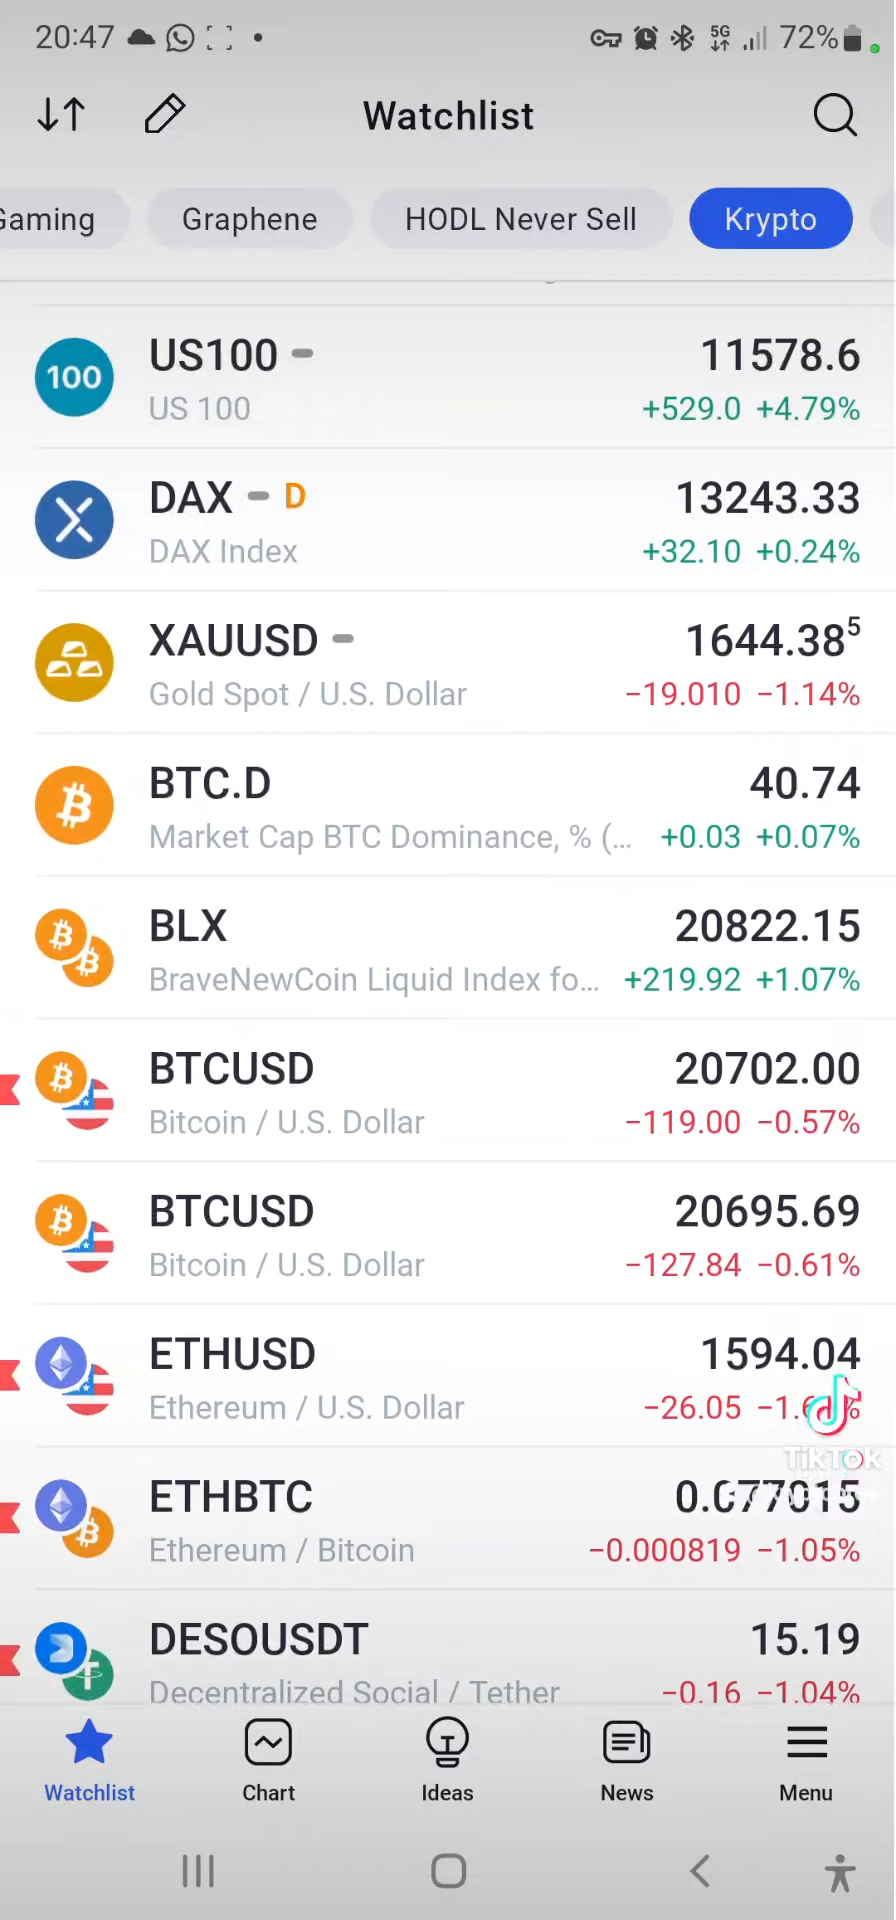 20:47
5G
72%
Watchlist
Gaming
Graphene
HODL Never Sell
Krypto
100
US100
11578.6
US 100
+529.0 +4.79%
DAX D
13243.33
DAX Index
+32.10 +0.24%
XAUUSD
1644.38⁵
Gold Spot / U.S. Dollar
−19.010 −1.14%
BTC.D
40.74
Market Cap BTC Dominance, % (...
+0.03 +0.07%
BLX
20822.15
BraveNewCoin Liquid Index fo...
+219.92 +1.07%
BTCUSD
20702.00
Bitcoin / U.S. Dollar
−119.00 −0.57%
BTCUSD
20695.69
Bitcoin / U.S. Dollar
−127.84 −0.61%
ETHUSD
1594.04
Ethereum / U.S. Dollar
−26.05
TikTok
ETHBTC
0.077015
Ethereum / Bitcoin
−0.000819 −1.05%
DESOUSDT
15.19
Decentralized Social / Tether
−0.16 −1.04%
Watchlist
Chart
Ideas
News
Menu